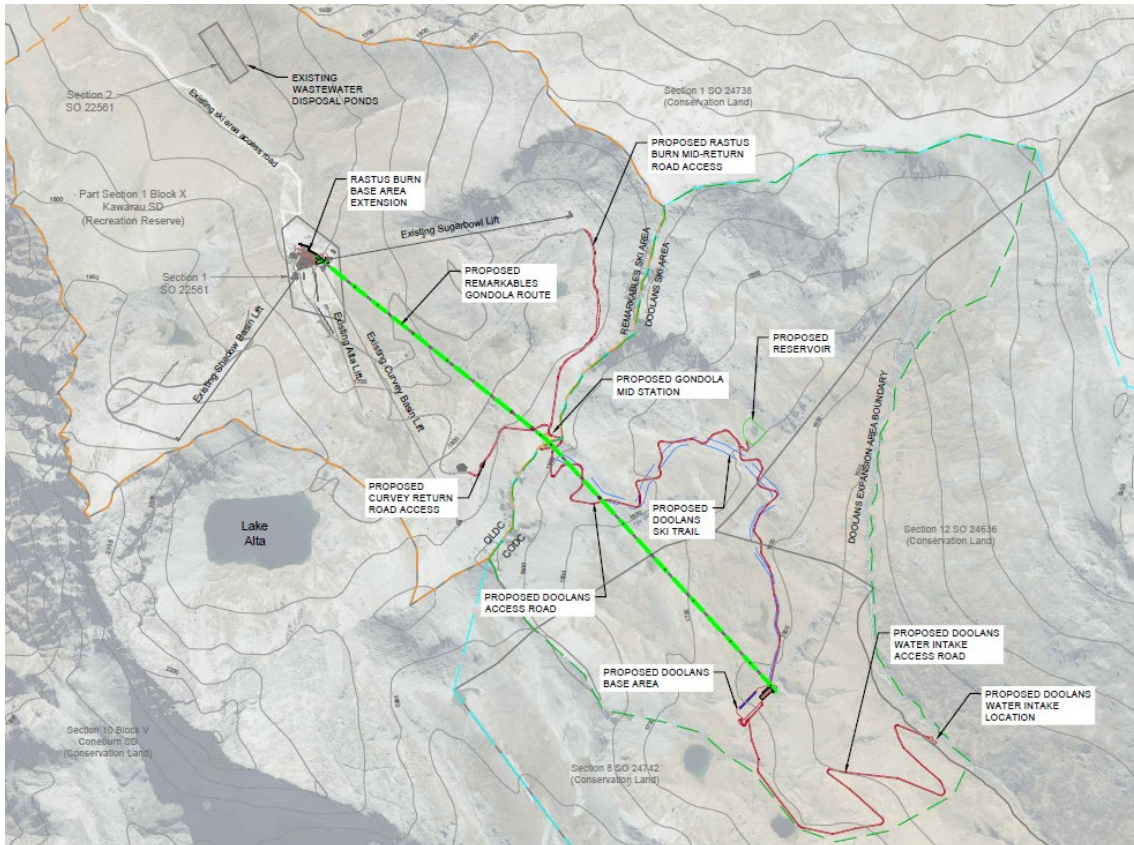 EXISTING
WASTEWATER
DISPOSAL PONDS
Section 2
SO 22561
Existing ski area access road
Section 1 SO 24738
(Conservation Land)
PROPOSED RASTUS
BURN MID-RETURN
ROAD ACCESS
RASTUS BURN
BASE AREA
EXTENSION
Part Section 1 Block X
Kawarau SD
(Recreation Reserve)
Existing Sugarbowl Lift
Section 1
SO 22561
PROPOSED
REMARKABLES
GONDOLA ROUTE
REMARKABLES SKI AREA
DOOLANS SKI AREA
PROPOSED
RESERVOIR
Existing Shadow Basin Lift
Existing Alta Lift
Existing Curvey Basin Lift
PROPOSED GONDOLA
MID STATION
DOOLANS EXPANSION AREA BOUNDARY
PROPOSED
CURVEY RETURN
ROAD ACCESS
PROPOSED
DOOLANS
SKI TRAIL
Lake
Alta
QLDC
CODC
Section 12 SO 24636
(Conservation Land)
PROPOSED DOOLANS
ACCESS ROAD
PROPOSED DOOLANS
WATER INTAKE
ACCESS ROAD
PROPOSED DOOLANS
BASE AREA
PROPOSED DOOLANS
WATER INTAKE
LOCATION
Section 10 Block V
Coneburn SD
(Conservation Land)
Section 8 SO 24742
(Conservation Land)